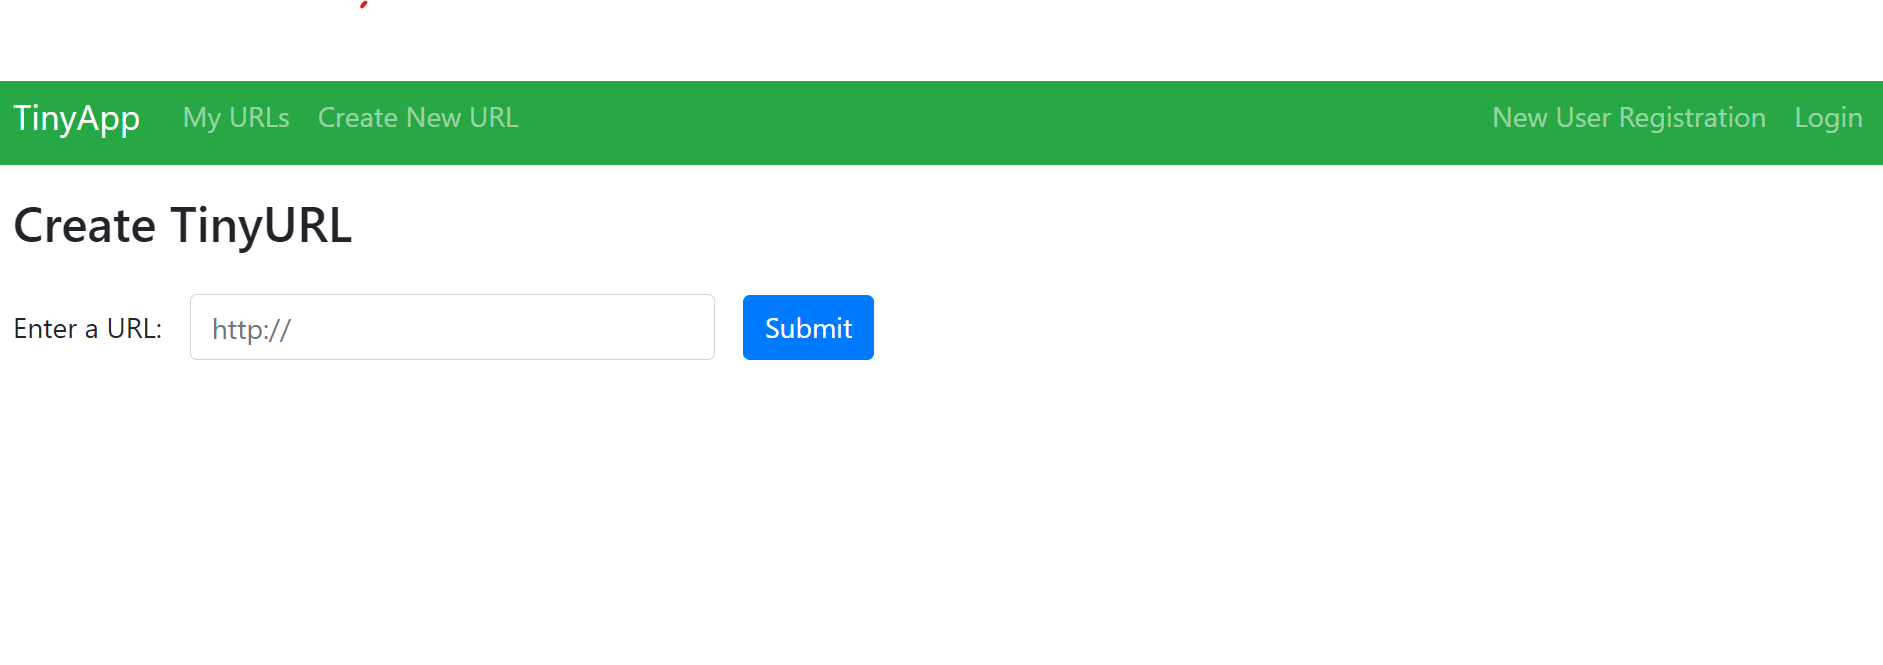 TinyApp My URLs Create New URL New User Registration Login
Create TinyURL
Enter a URL: http:// Submit